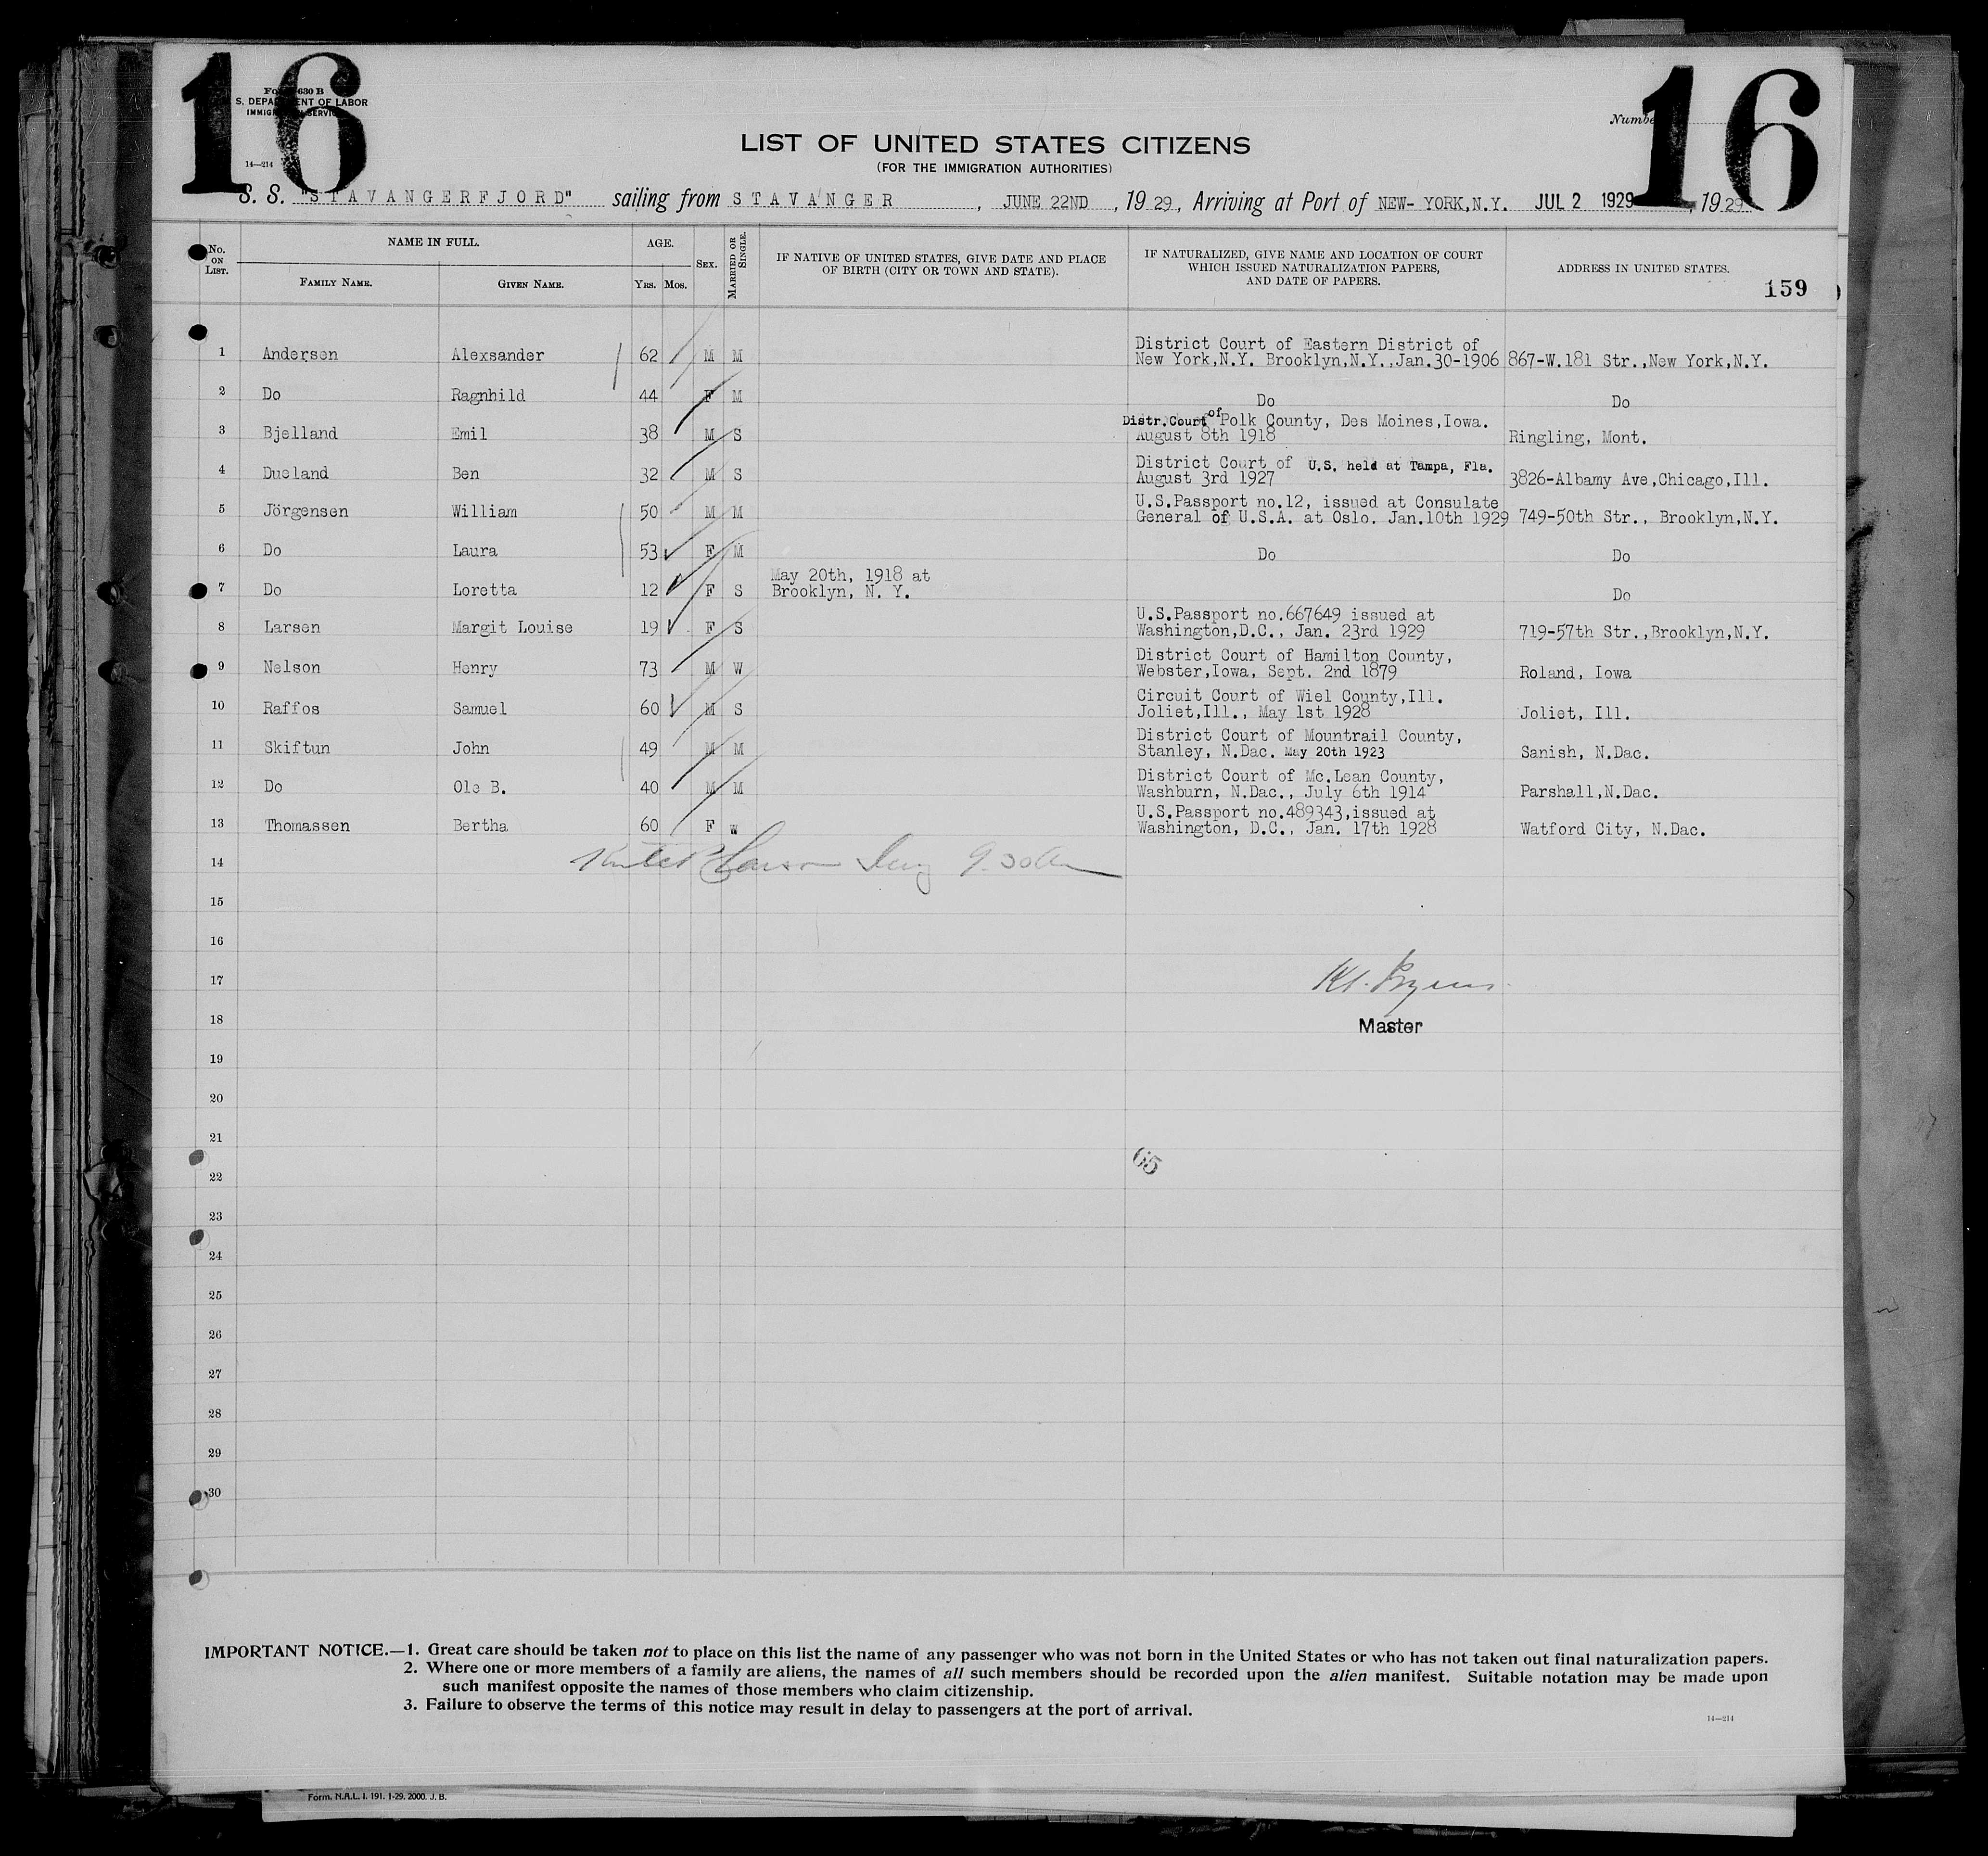 16
16
Form 630 B
S. DEPARTMENT OF LABOR
IMMIGRATION SERVICE
14—214
Number
LIST OF UNITED STATES CITIZENS
(FOR THE IMMIGRATION AUTHORITIES)
S. S. "STAVANGERFJORD" sailing from STAVANGER , JUNE 22ND , 19 29, Arriving at Port of NEW- YORK,N.Y. JUL 2 1929 , 19 29
No. ON LIST.
NAME IN FULL.
FAMILY NAME.
GIVEN NAME.
AGE.
YRS. MOS.
SEX.
MARRIED OR SINGLE.
IF NATIVE OF UNITED STATES, GIVE DATE AND PLACE
OF BIRTH (CITY OR TOWN AND STATE).
IF NATURALIZED, GIVE NAME AND LOCATION OF COURT
WHICH ISSUED NATURALIZATION PAPERS,
AND DATE OF PAPERS.
ADDRESS IN UNITED STATES.
159
District Court of Eastern District of
1 Andersen Alexsander 62 M M New York,N.Y. Brooklyn,N.Y.,Jan.30-1906 867-W.181 Str.,New York,N.Y.
2 Do Ragnhild 44 F M Do Do
Distr.Court of Polk County, Des Moines,Iowa.
3 Bjelland Emil 38 M S August 8th 1918 Ringling, Mont.
District Court of U.S. held at Tampa, Fla.
4 Dueland Ben 32 M S August 3rd 1927 3826-Albamy Ave,Chicago,Ill.
U.S.Passport no.12, issued at Consulate
5 Jörgensen William 50 M M General of U.S.A. at Oslo. Jan.10th 1929 749-50th Str., Brooklyn,N.Y.
6 Do Laura 53 F M Do Do
May 20th, 1918 at
7 Do Loretta 12 F S Brooklyn, N. Y. Do
U.S.Passport no.667649 issued at
8 Larsen Margit Louise 19 F S Washington,D.C., Jan. 23rd 1929 719-57th Str.,Brooklyn,N.Y.
District Court of Hamilton County,
9 Nelson Henry 73 M W Webster,Iowa, Sept. 2nd 1879 Roland, Iowa
Circuit Court of Wiel County,Ill.
10 Raffos Samuel 60 M S Joliet,Ill., May 1st 1928 Joliet, Ill.
District Court of Mountrail County,
11 Skiftun John 49 M M Stanley, N.Dac. May 20th 1923 Sanish, N.Dac.
District Court of Mc.Lean County,
12 Do Ole B. 40 M M Washburn, N.Dac., July 6th 1914 Parshall,N.Dac.
U.S.Passport no.489343,issued at
13 Thomassen Bertha 60 F W Washington, D.C., Jan. 17th 1928 Watford City, N.Dac.
14
15
16
17
18 Master
19
20
21
65
22
23
24
25
26
27
28
29
30
IMPORTANT NOTICE.—1. Great care should be taken not to place on this list the name of any passenger who was not born in the United States or who has not taken out final naturalization papers.
2. Where one or more members of a family are aliens, the names of all such members should be recorded upon the alien manifest. Suitable notation may be made upon
such manifest opposite the names of those members who claim citizenship.
3. Failure to observe the terms of this notice may result in delay to passengers at the port of arrival.
14—214
Form. N.A.L. I. 191. 1-29. 2000. J. B.